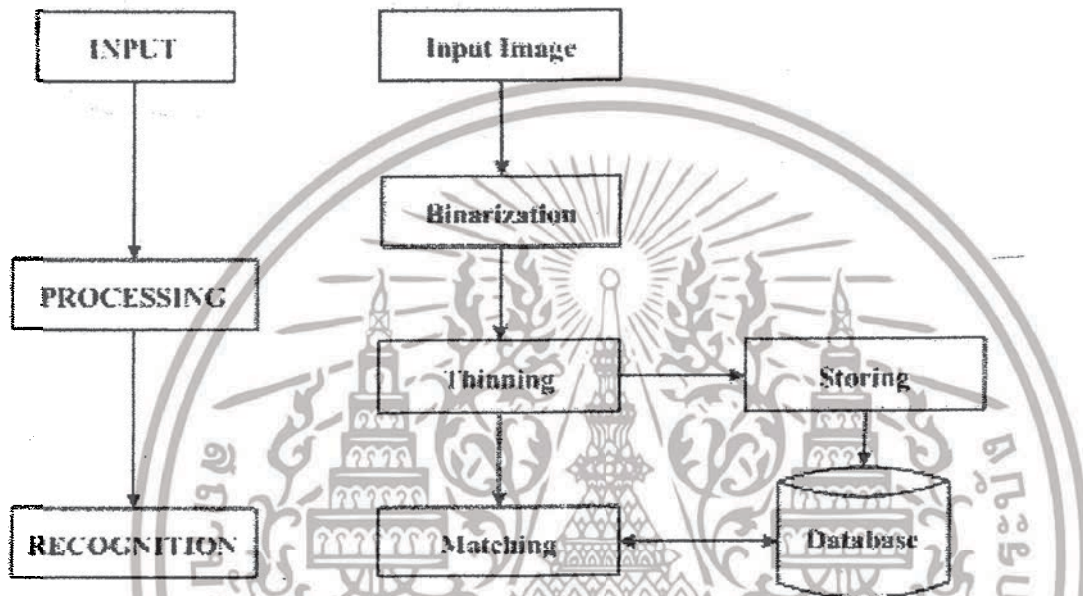 INPUT
Input Image
Binarization
PROCESSING
Thinning
Storing
RECOGNITION
Matching
Database